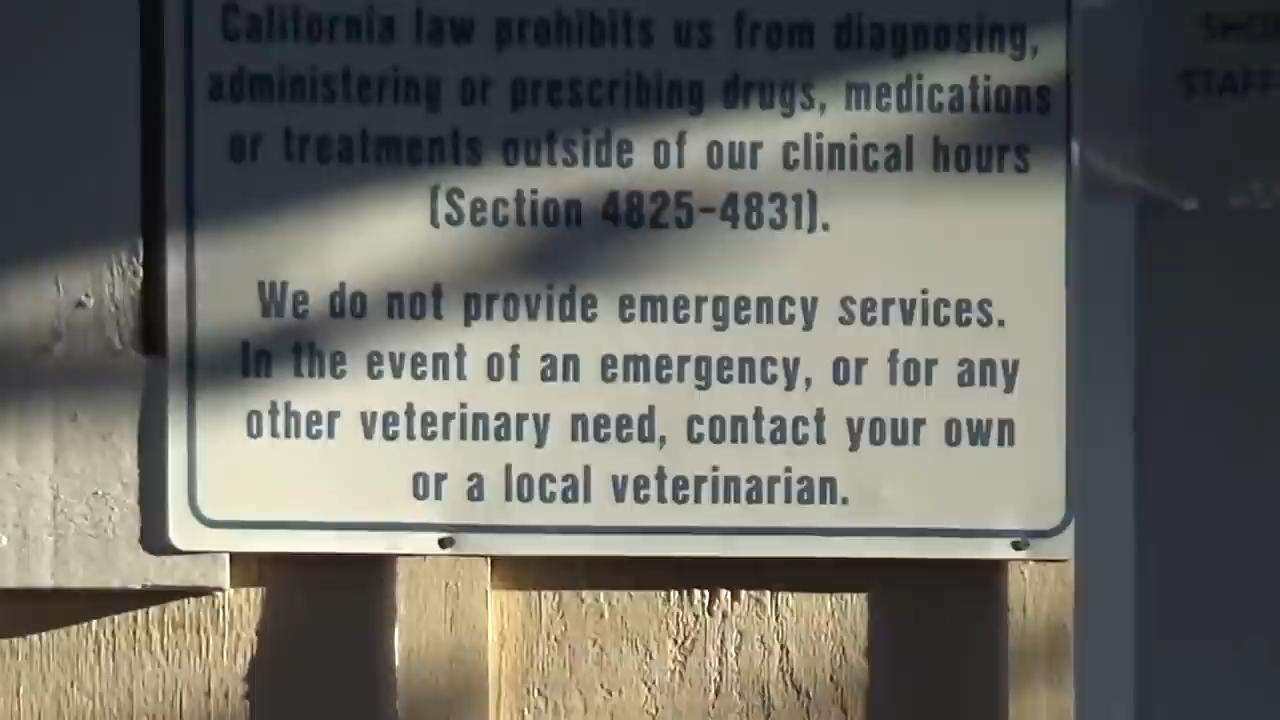 California law prohibits us from diagnosing,
administering or prescribing drugs, medications
or treatments outside of our clinical hours
(Section 4825-4831).
We do not provide emergency services.
In the event of an emergency, or for any
other veterinary need, contact your own
or a local veterinarian.